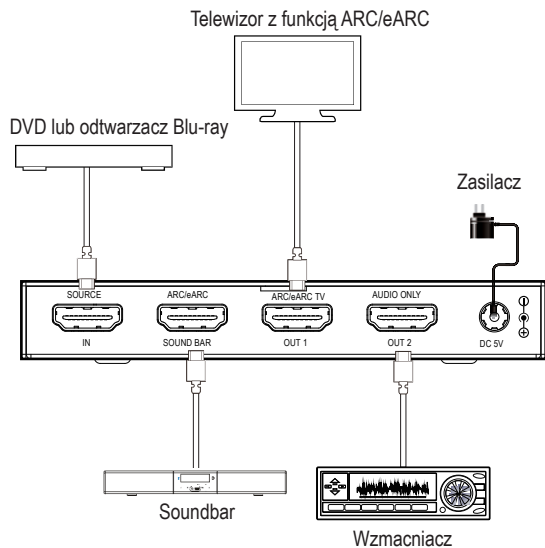 Telewizor z funkcją ARC/eARC
DVD lub odtwarzacz Blu-ray
Zasilacz
SOURCE
ARC/eARC
ARC/eARC TV
AUDIO ONLY
IN
SOUND BAR
OUT 1
OUT 2
DC 5V
Soundbar
Wzmacniacz